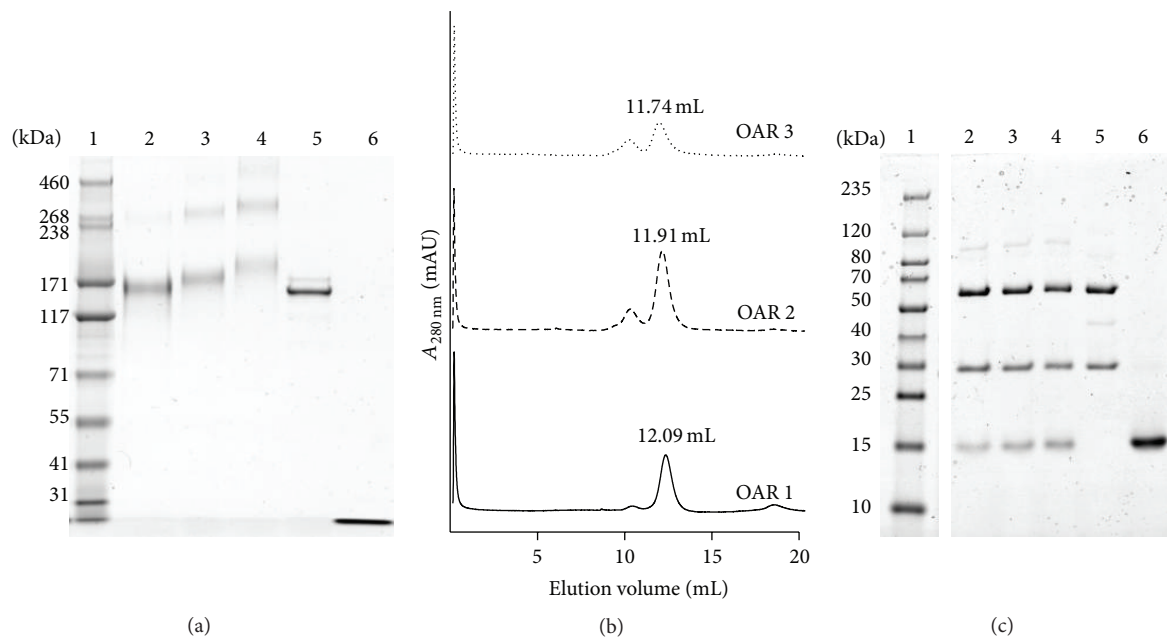 (kDa) 1 2 3 4 5 6
460
268
238
171
117
71
55
41
31
(a)
A280 nm (mAU)
11.74 mL
OAR 3
11.91 mL
OAR 2
12.09 mL
OAR 1
5 10 15 20
Elution volume (mL)
(b)
(kDa) 1 2 3 4 5 6
235
120
80
70
50
40
30
25
15
10
(c)